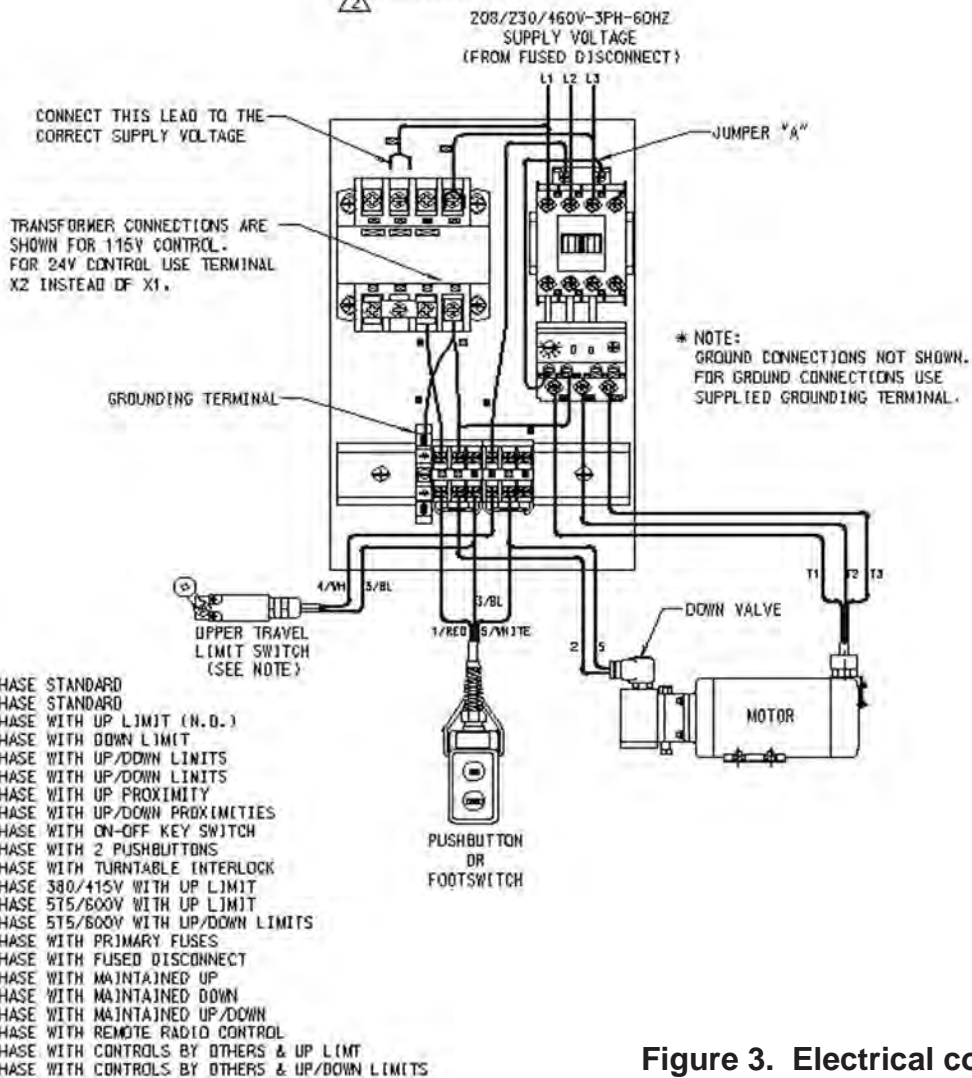 2
208/230/460V-3PH-60HZ
SUPPLY VOLTAGE
(FROM FUSED DISCONNECT)
L1 L2 L3
CONNECT THIS LEAD TO THE
CORRECT SUPPLY VOLTAGE
JUMPER "A"
TRANSFORMER CONNECTIONS ARE
SHOWN FOR 115V CONTROL.
FOR 24V CONTROL USE TERMINAL
X2 INSTEAD OF X1.
* NOTE:
GROUND CONNECTIONS NOT SHOWN.
FOR GROUND CONNECTIONS USE
SUPPLIED GROUNDING TERMINAL.
GROUNDING TERMINAL
4/WH 3/BL
T1 T2 T3
UPPER TRAVEL
LIMIT SWITCH
(SEE NOTE)
3/BL
1/RED 5/WHITE
2 5
DOWN VALVE
MOTOR
PUSHBUTTON
OR
FOOTSWITCH
HASE STANDARD
HASE STANDARD
HASE WITH UP LIMIT (N.O.)
HASE WITH DOWN LIMIT
HASE WITH UP/DOWN LIMITS
HASE WITH UP/DOWN LIMITS
HASE WITH UP PROXIMITY
HASE WITH UP/DOWN PROXIMITIES
HASE WITH ON-OFF KEY SWITCH
HASE WITH 2 PUSHBUTTONS
HASE WITH TURNTABLE INTERLOCK
HASE 380/415V WITH UP LIMIT
HASE 575/600V WITH UP LIMIT
HASE 575/600V WITH UP/DOWN LIMITS
HASE WITH PRIMARY FUSES
HASE WITH FUSED DISCONNECT
HASE WITH MAINTAINED UP
HASE WITH MAINTAINED DOWN
HASE WITH MAINTAINED UP/DOWN
HASE WITH REMOTE RADIO CONTROL
HASE WITH CONTROLS BY OTHERS & UP LIMT
HASE WITH CONTROLS BY OTHERS & UP/DOWN LIMITS
Figure 3. Electrical co